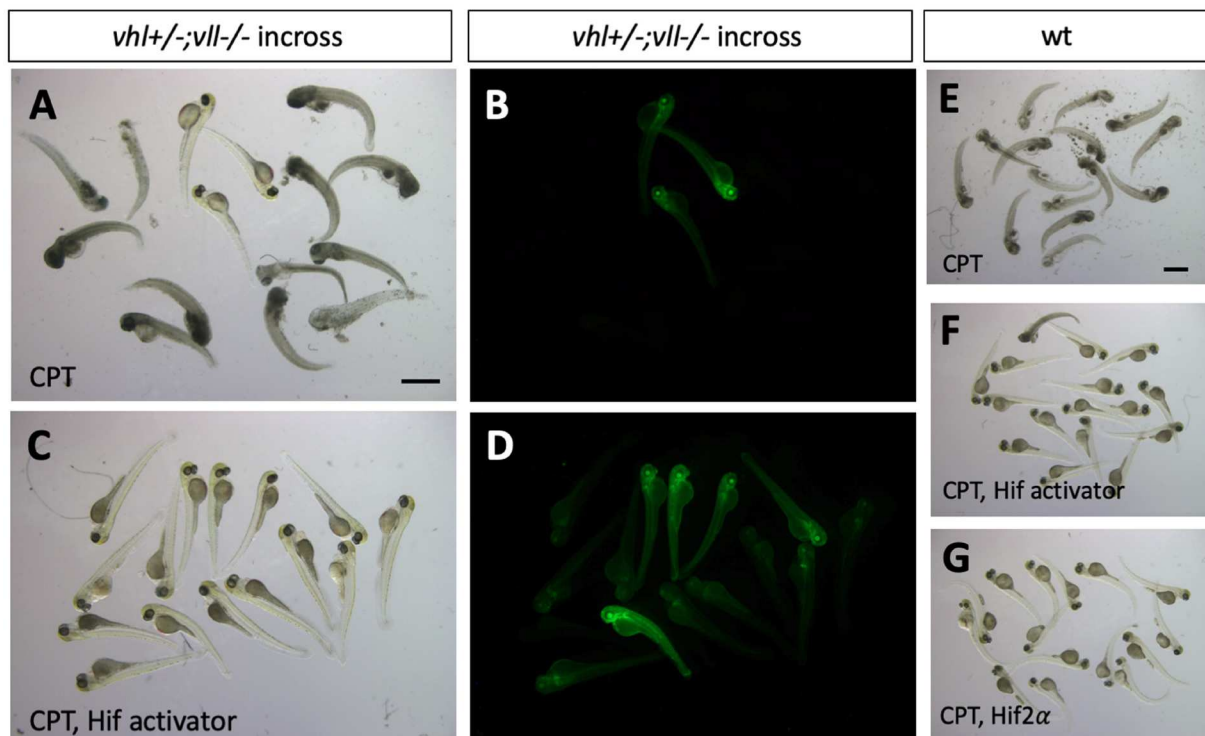 vhl+/-;vll-/- incross
vhl+/-;vll-/- incross
wt
A
CPT
B
E
CPT
F
CPT, Hif activator
C
CPT, Hif activator
D
G
CPT, Hif2α